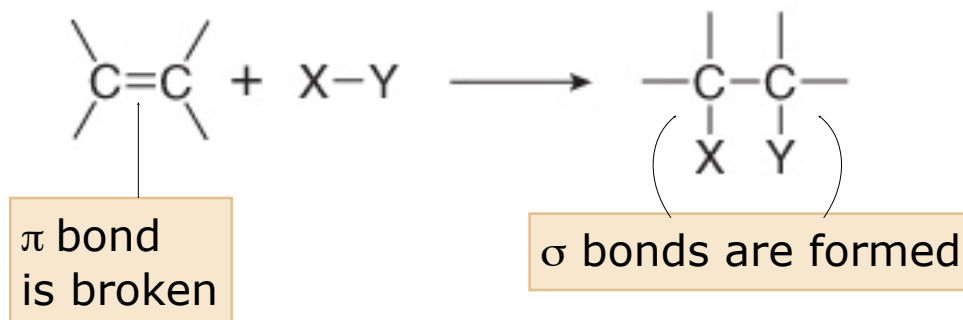 C=C + X–Y → –C–C–
X Y
π bond
is broken
σ bonds are formed